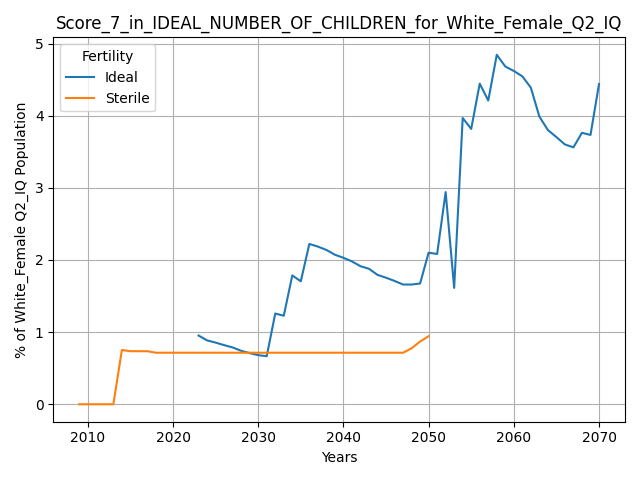 Score_7_in_IDEAL_NUMBER_OF_CHILDREN_for_White_Female_Q2_IQ
Fertility
Ideal
Sterile
% of White_Female Q2_IQ Population
5
4
3
2
1
0
2010 2020 2030 2040 2050 2060 2070
Years